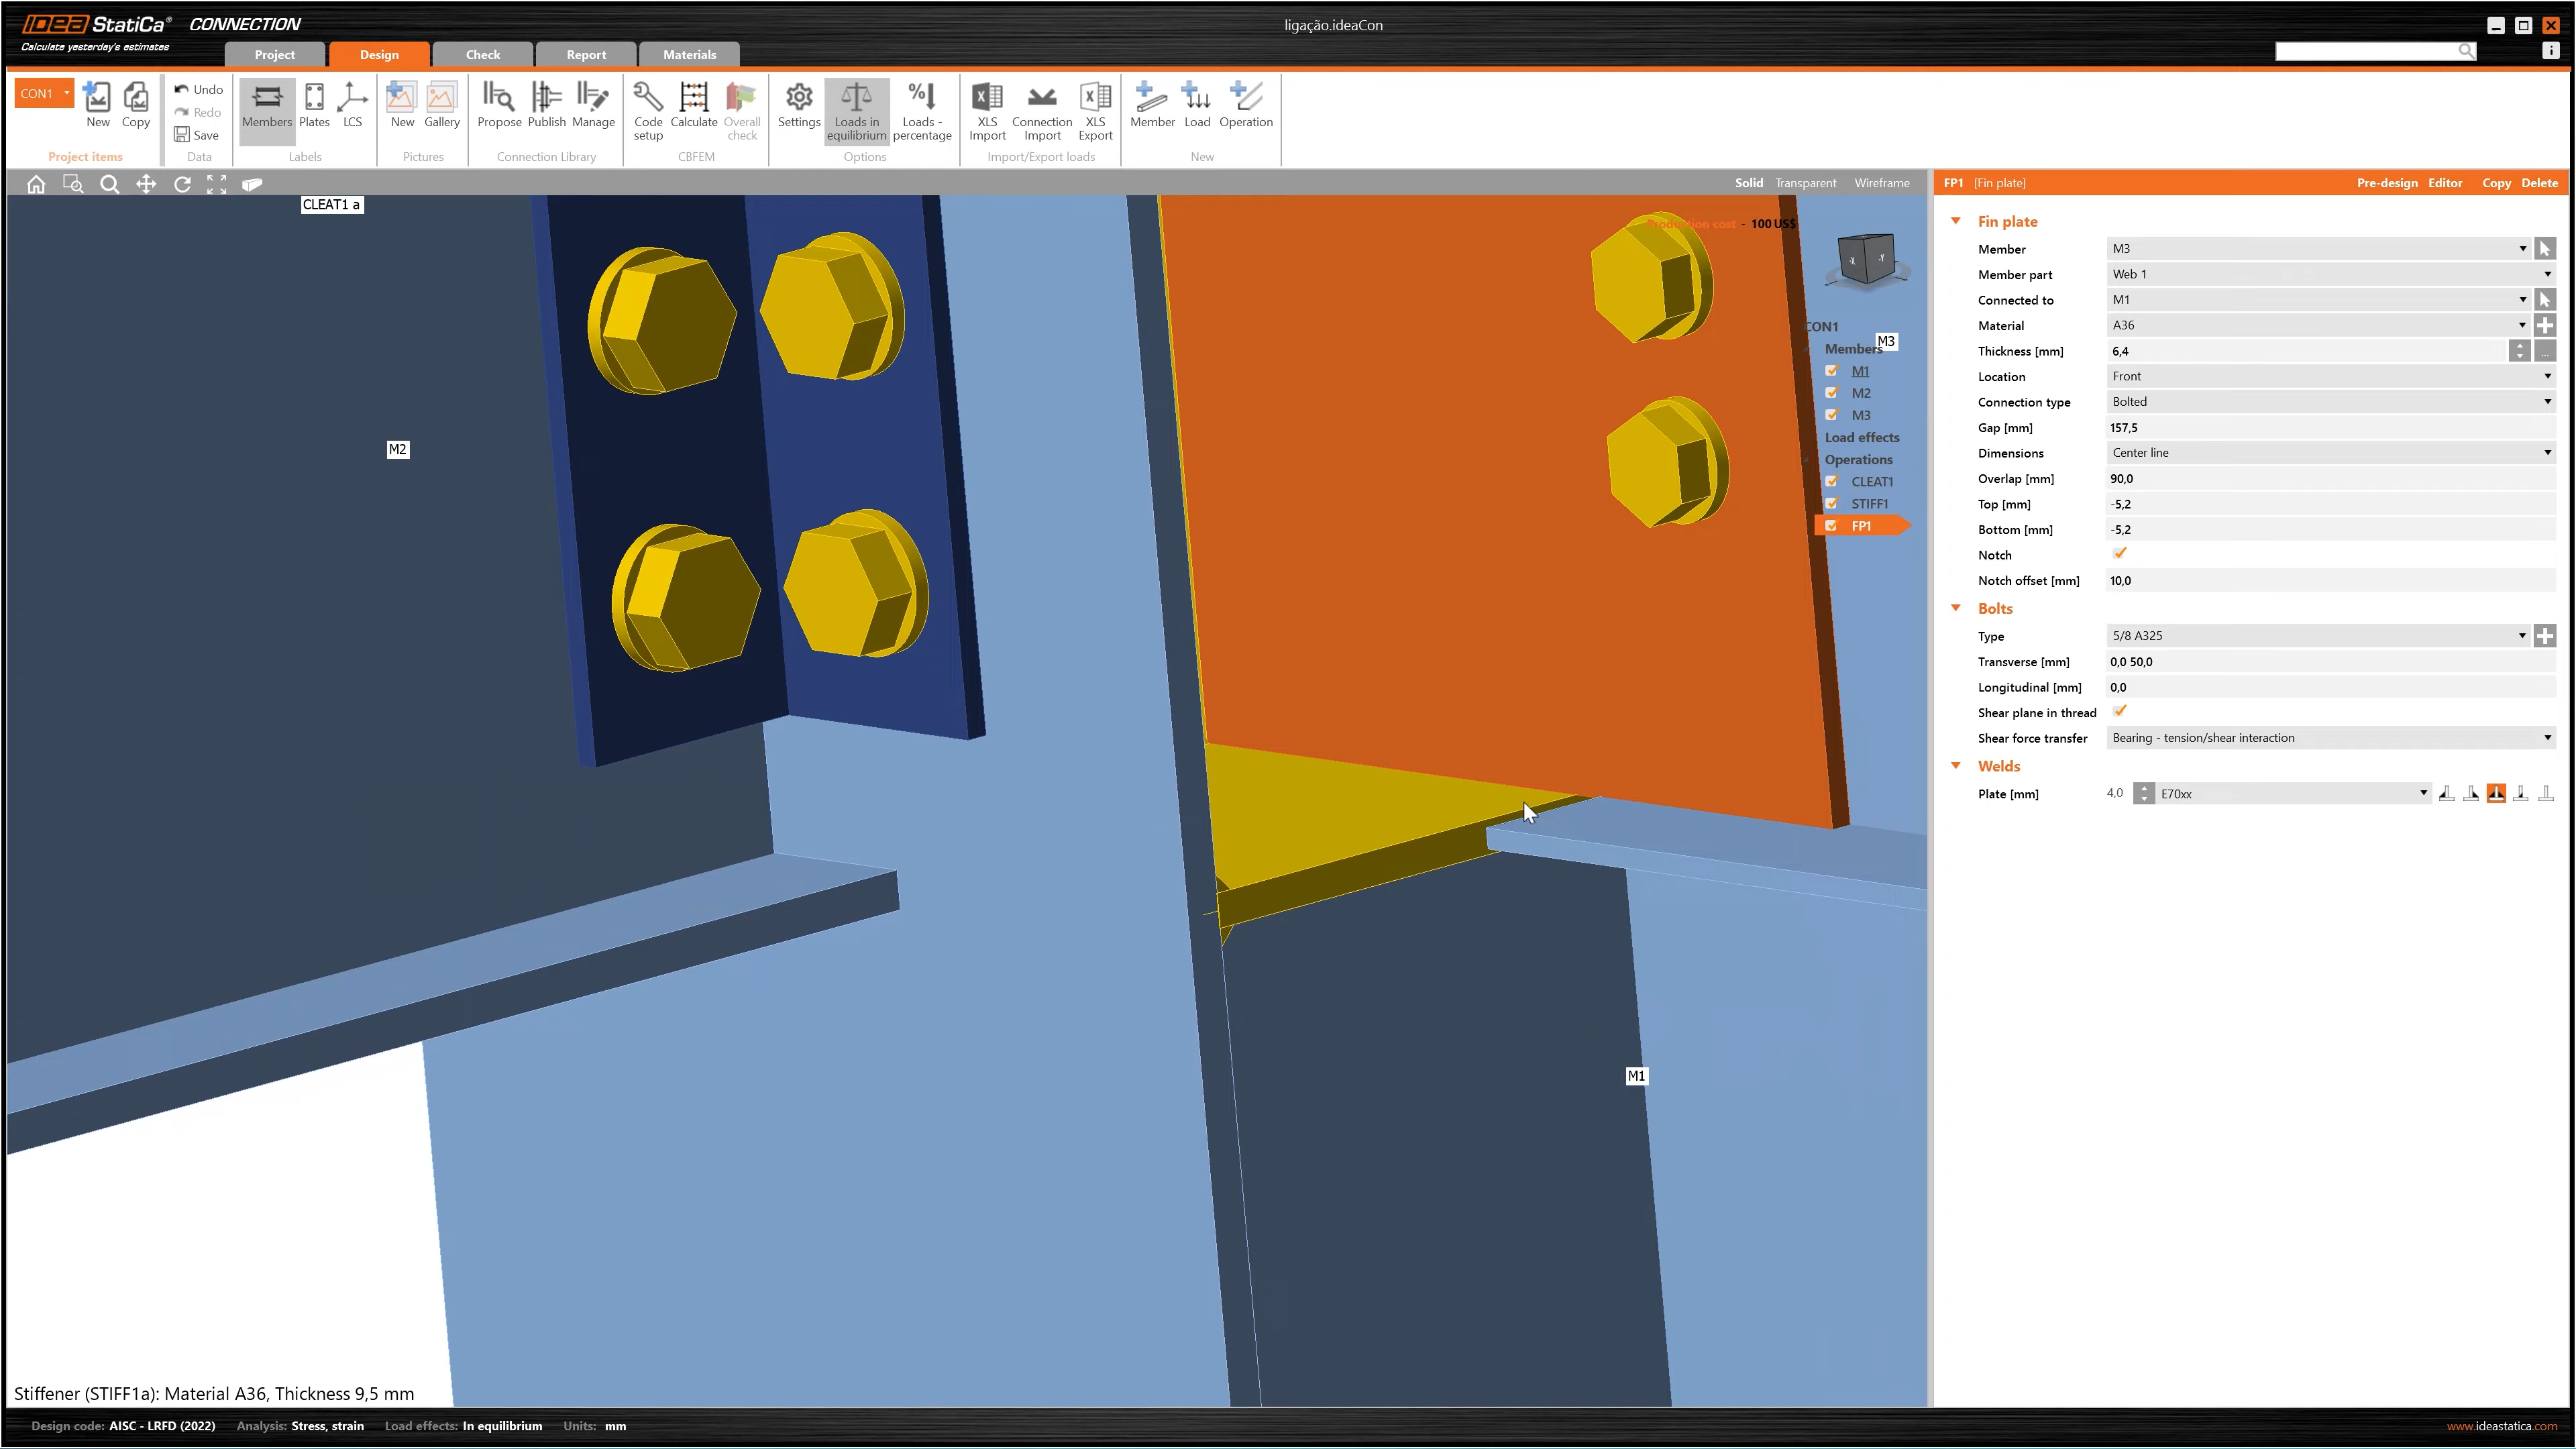 IDEA StatiCa® CONNECTION
Calculate yesterday's estimates
ligação.ideaCon
Project Design Check Report Materials
CON1
New Copy
Project items
Undo
Redo
Save
Data
Members Plates LCS
Labels
New Gallery
Pictures
Propose Publish Manage
Connection Library
Code setup Calculate Overall check
CBFEM
Settings Loads in equilibrium Loads - percentage
Options
XLS Import Connection Import XLS Export
Import/Export loads
Member Load Operation
New
Solid Transparent Wireframe
CLEAT1 a
Production cost - 100 US$
-X -Y
M2
M3
M1
CON1
Members
M1
M2
M3
Load effects
Operations
CLEAT1
STIFF1
FP1
FP1 [Fin plate] Pre-design Editor Copy Delete
Fin plate
Member M3
Member part Web 1
Connected to M1
Material A36
Thickness [mm] 6,4
Location Front
Connection type Bolted
Gap [mm] 157,5
Dimensions Center line
Overlap [mm] 90,0
Top [mm] -5,2
Bottom [mm] -5,2
Notch
Notch offset [mm] 10,0
Bolts
Type 5/8 A325
Transverse [mm] 0,0 50,0
Longitudinal [mm] 0,0
Shear plane in thread
Shear force transfer Bearing - tension/shear interaction
Welds
Plate [mm] 4,0 E70xx
Stiffener (STIFF1a): Material A36, Thickness 9,5 mm
Design code: AISC - LRFD (2022) Analysis: Stress, strain Load effects: In equilibrium Units: mm
www.ideastatica.com